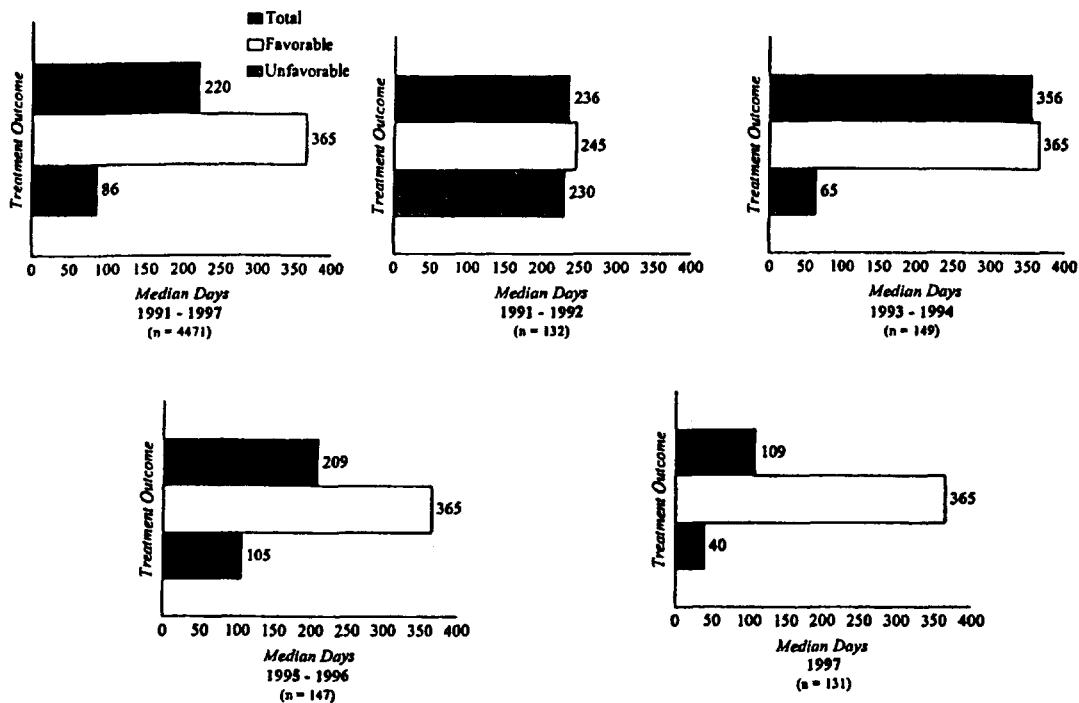 Total
Favorable
Unfavorable
Treatment Outcome
220
365
86
0 50 100 150 200 250 300 350 400
Median Days
1991 - 1997
(n = 4471)
Treatment Outcome
236
245
230
0 50 100 150 200 250 300 350 400
Median Days
1991 - 1992
(n = 132)
Treatment Outcome
356
365
65
0 50 100 150 200 250 300 350 400
Median Days
1993 - 1994
(n = 149)
Treatment Outcome
209
365
105
0 50 100 150 200 250 300 350 400
Median Days
1995 - 1996
(n = 147)
Treatment Outcome
109
365
40
0 50 100 150 200 250 300 350 400
Median Days
1997
(n = 131)